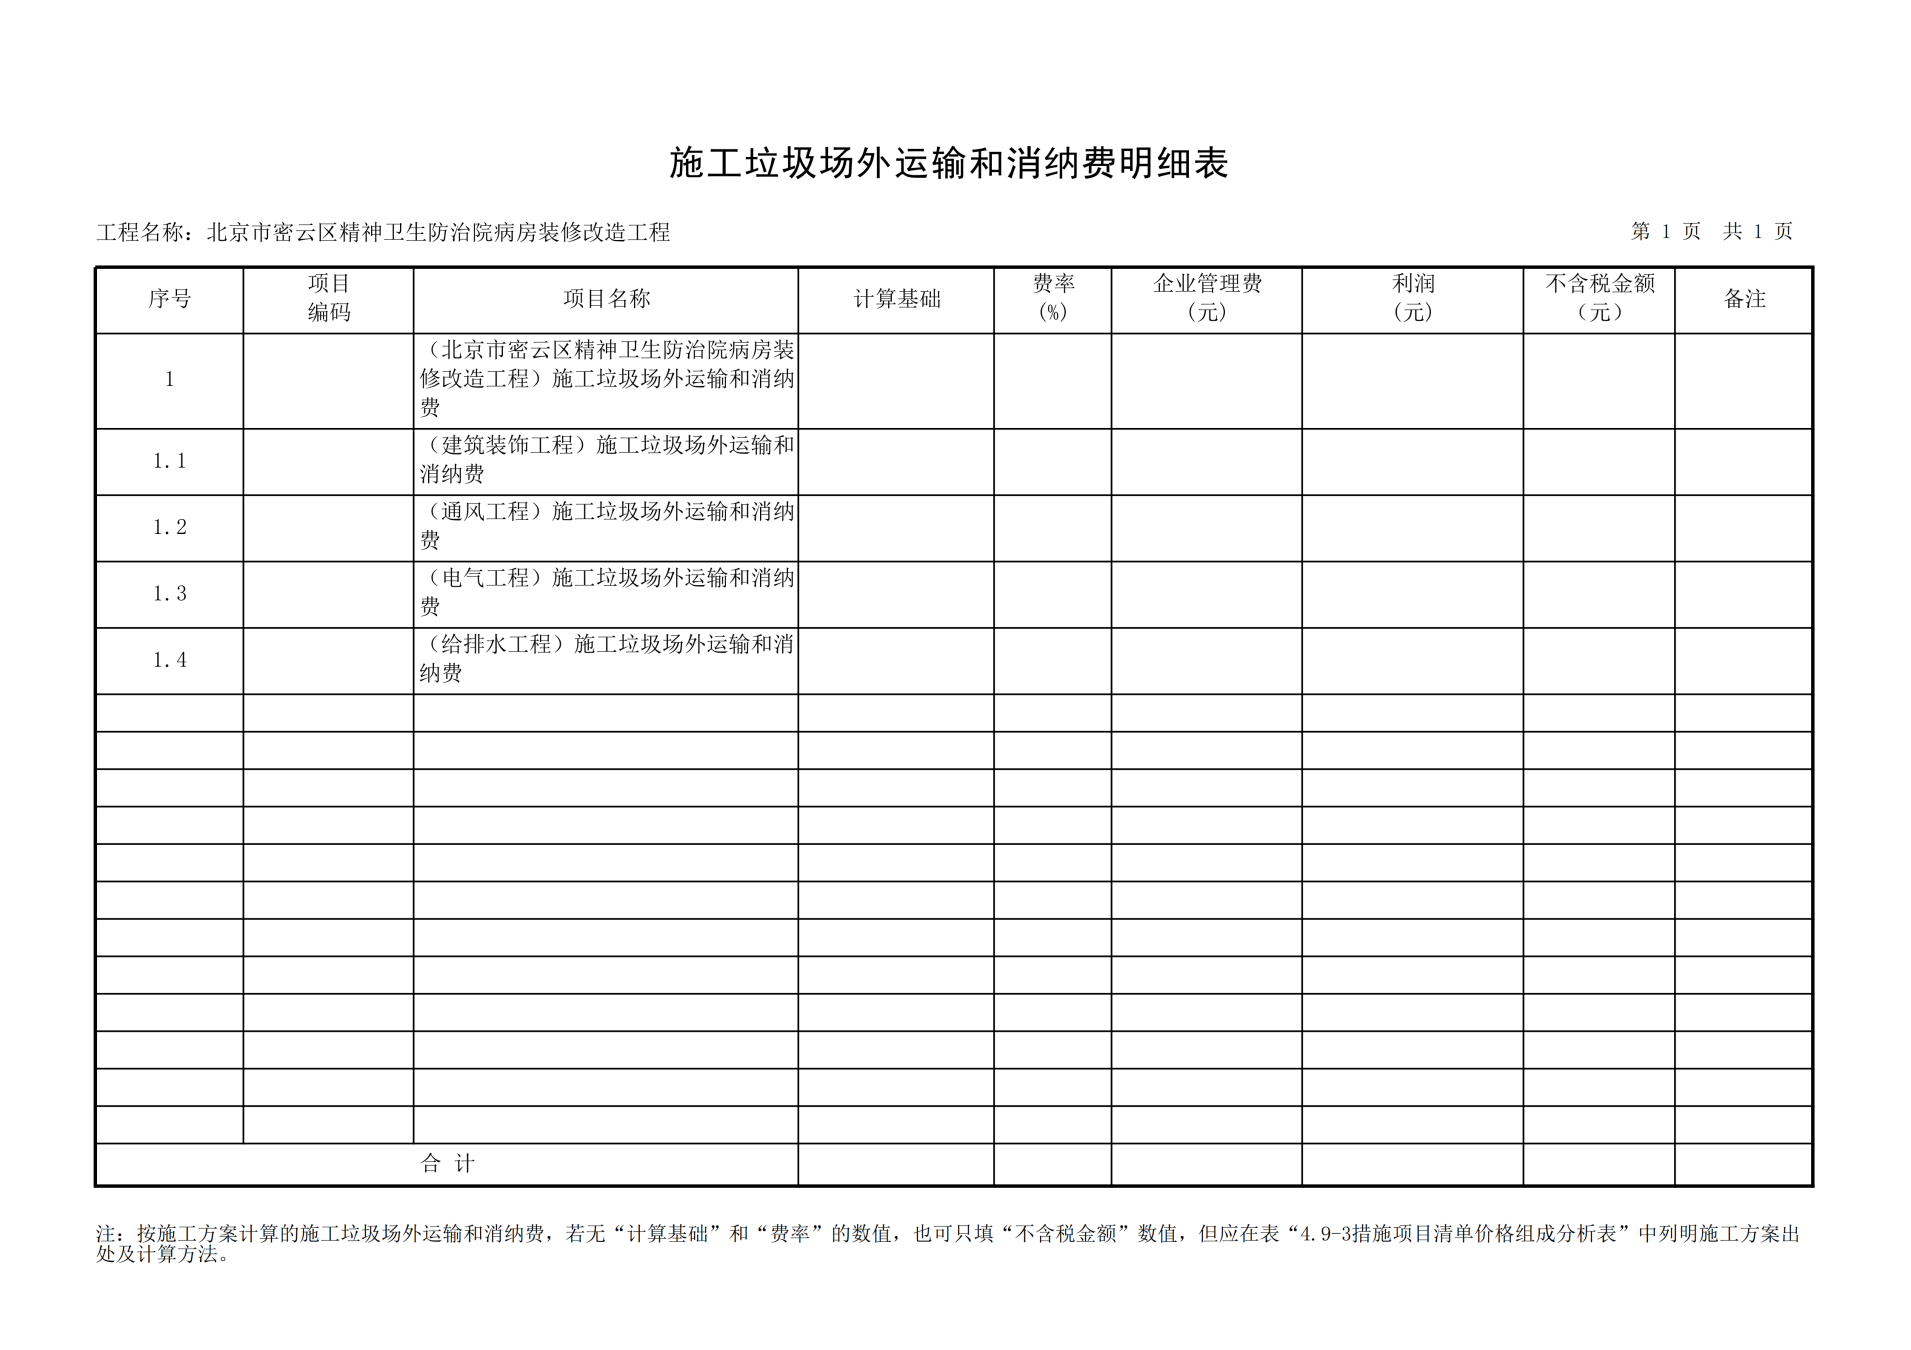 施工垃圾场外运输和消纳费明细表
工程名称：北京市密云区精神卫生防治院病房装修改造工程
第 1 页 共 1 页
序号
项目
编码
项目名称
计算基础
费率
(%)
企业管理费
(元)
利润
(元)
不含税金额
（元）
备注
1
（北京市密云区精神卫生防治院病房装
修改造工程）施工垃圾场外运输和消纳
费
1.1
（建筑装饰工程）施工垃圾场外运输和
消纳费
1.2
（通风工程）施工垃圾场外运输和消纳
费
1.3
（电气工程）施工垃圾场外运输和消纳
费
1.4
（给排水工程）施工垃圾场外运输和消
纳费
合 计
注：按施工方案计算的施工垃圾场外运输和消纳费，若无“计算基础”和“费率”的数值，也可只填“不含税金额”数值，但应在表“4.9-3措施项目清单价格组成分析表”中列明施工方案出
处及计算方法。